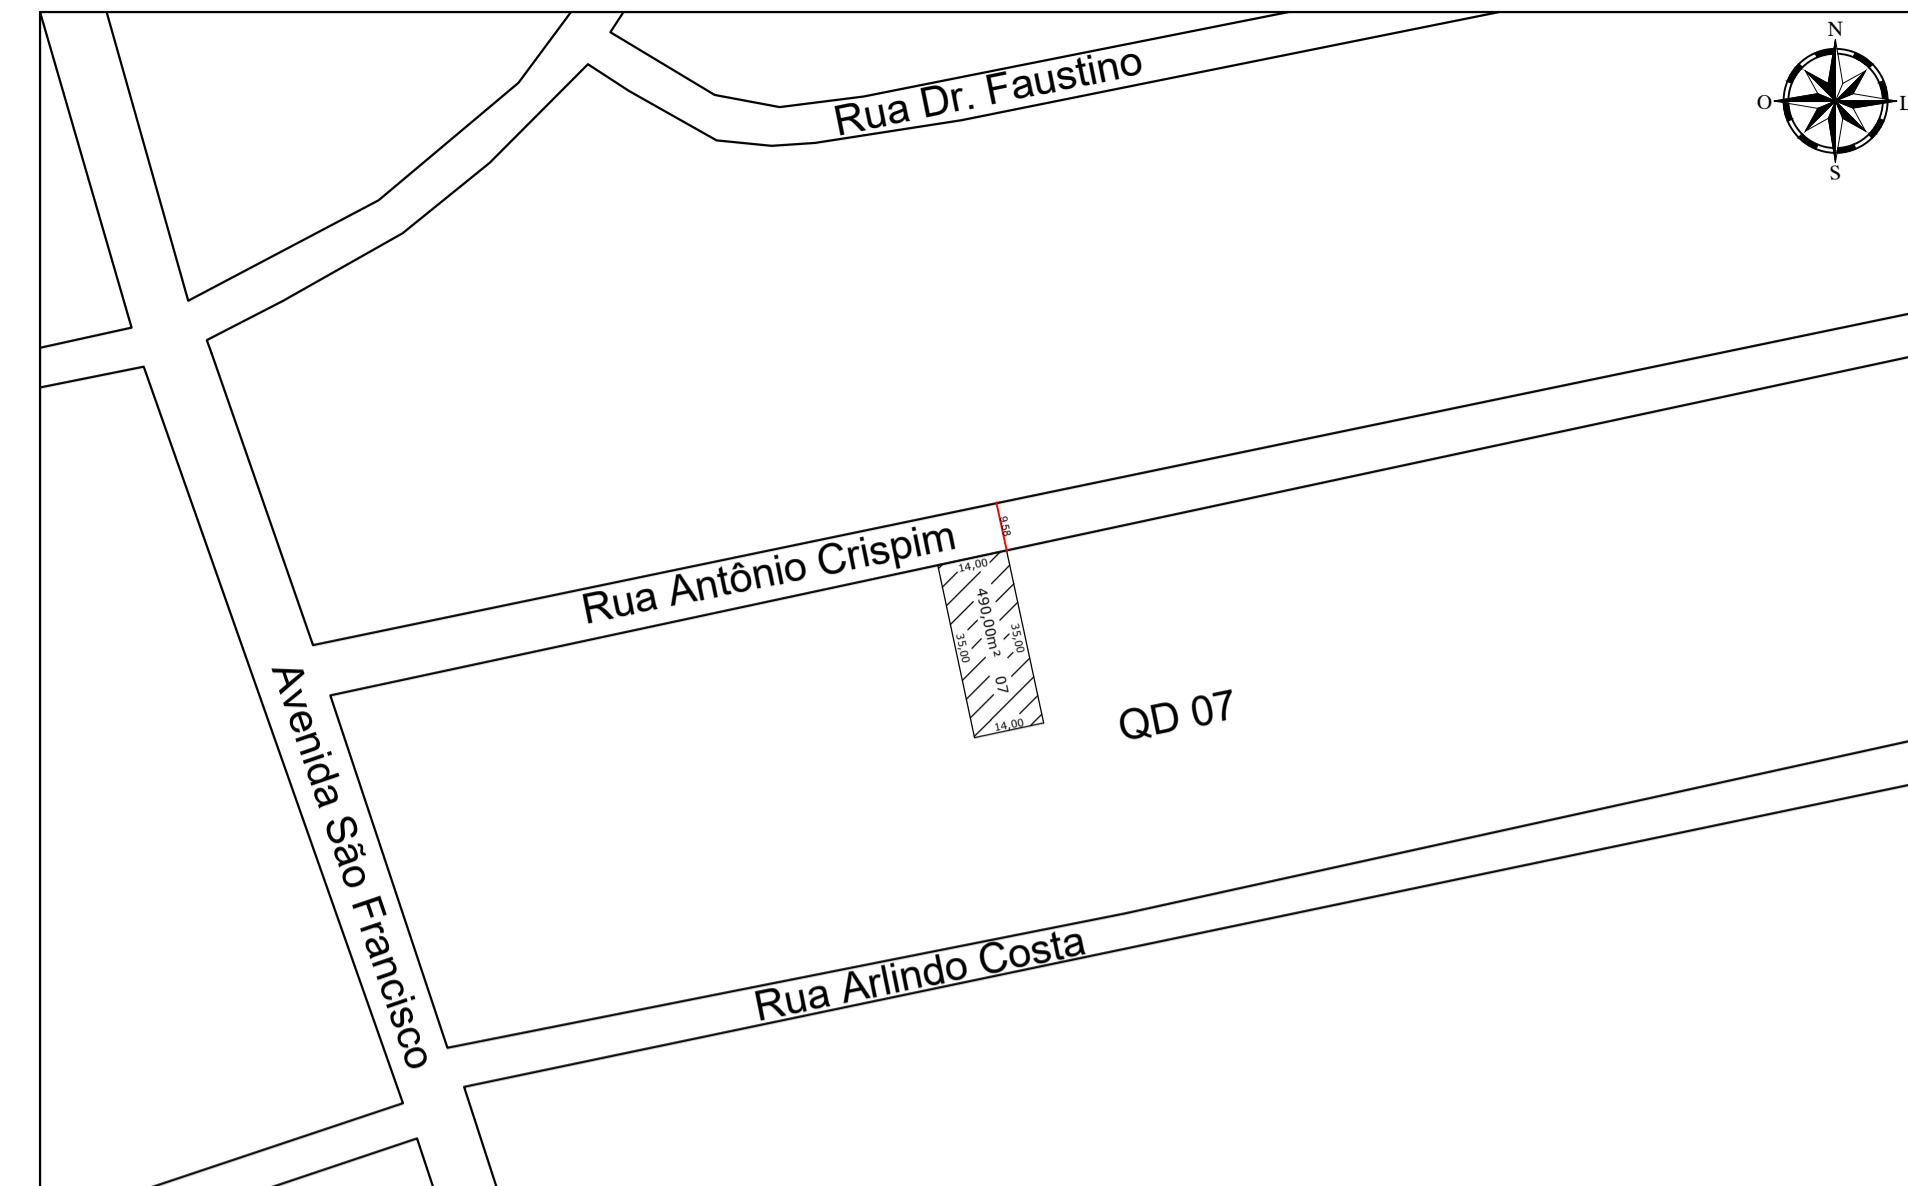 N
Rua Dr. Faustino
O
L
S
9,58
Rua Antônio Crispim
14,00
490,00m²
35,00
35,00
07
14,00
QD 07
Avenida São Francisco
Rua Arlindo Costa